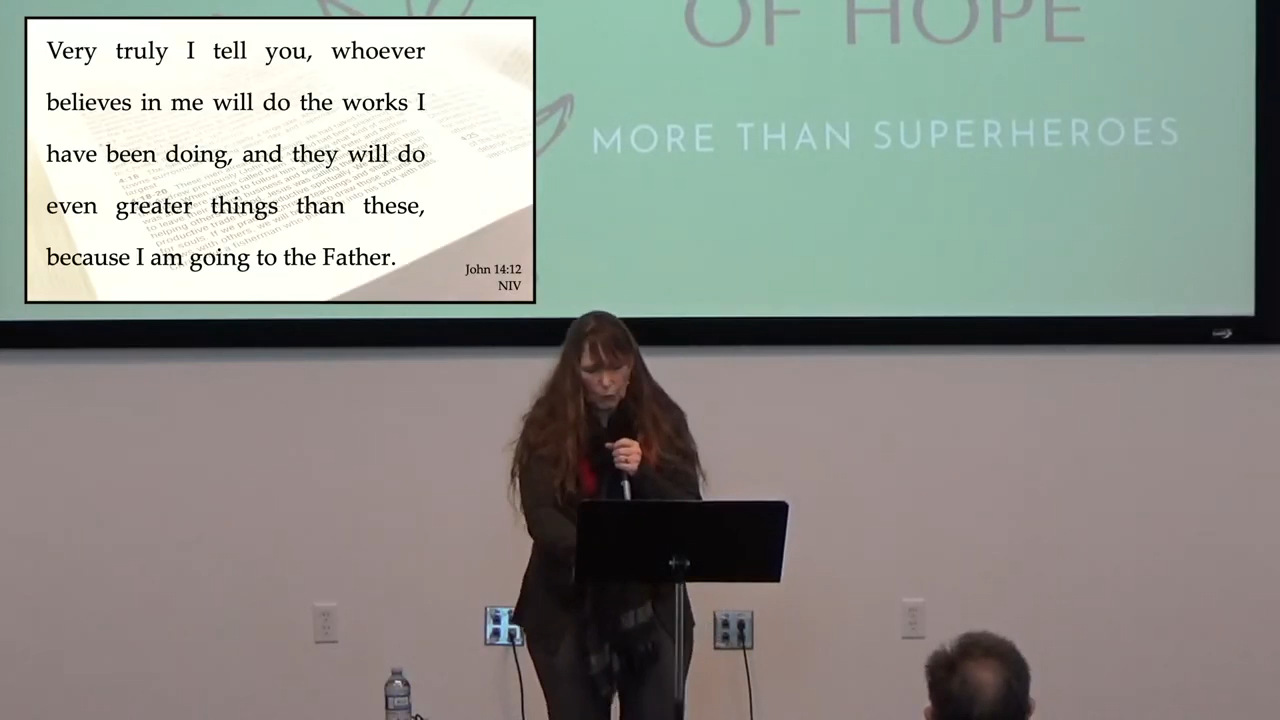 Very truly I tell you, whoever
believes in me will do the works I
have been doing, and they will do
even greater things than these,
because I am going to the Father.
John 14:12
NIV
OF HOPE
MORE THAN SUPERHEROES